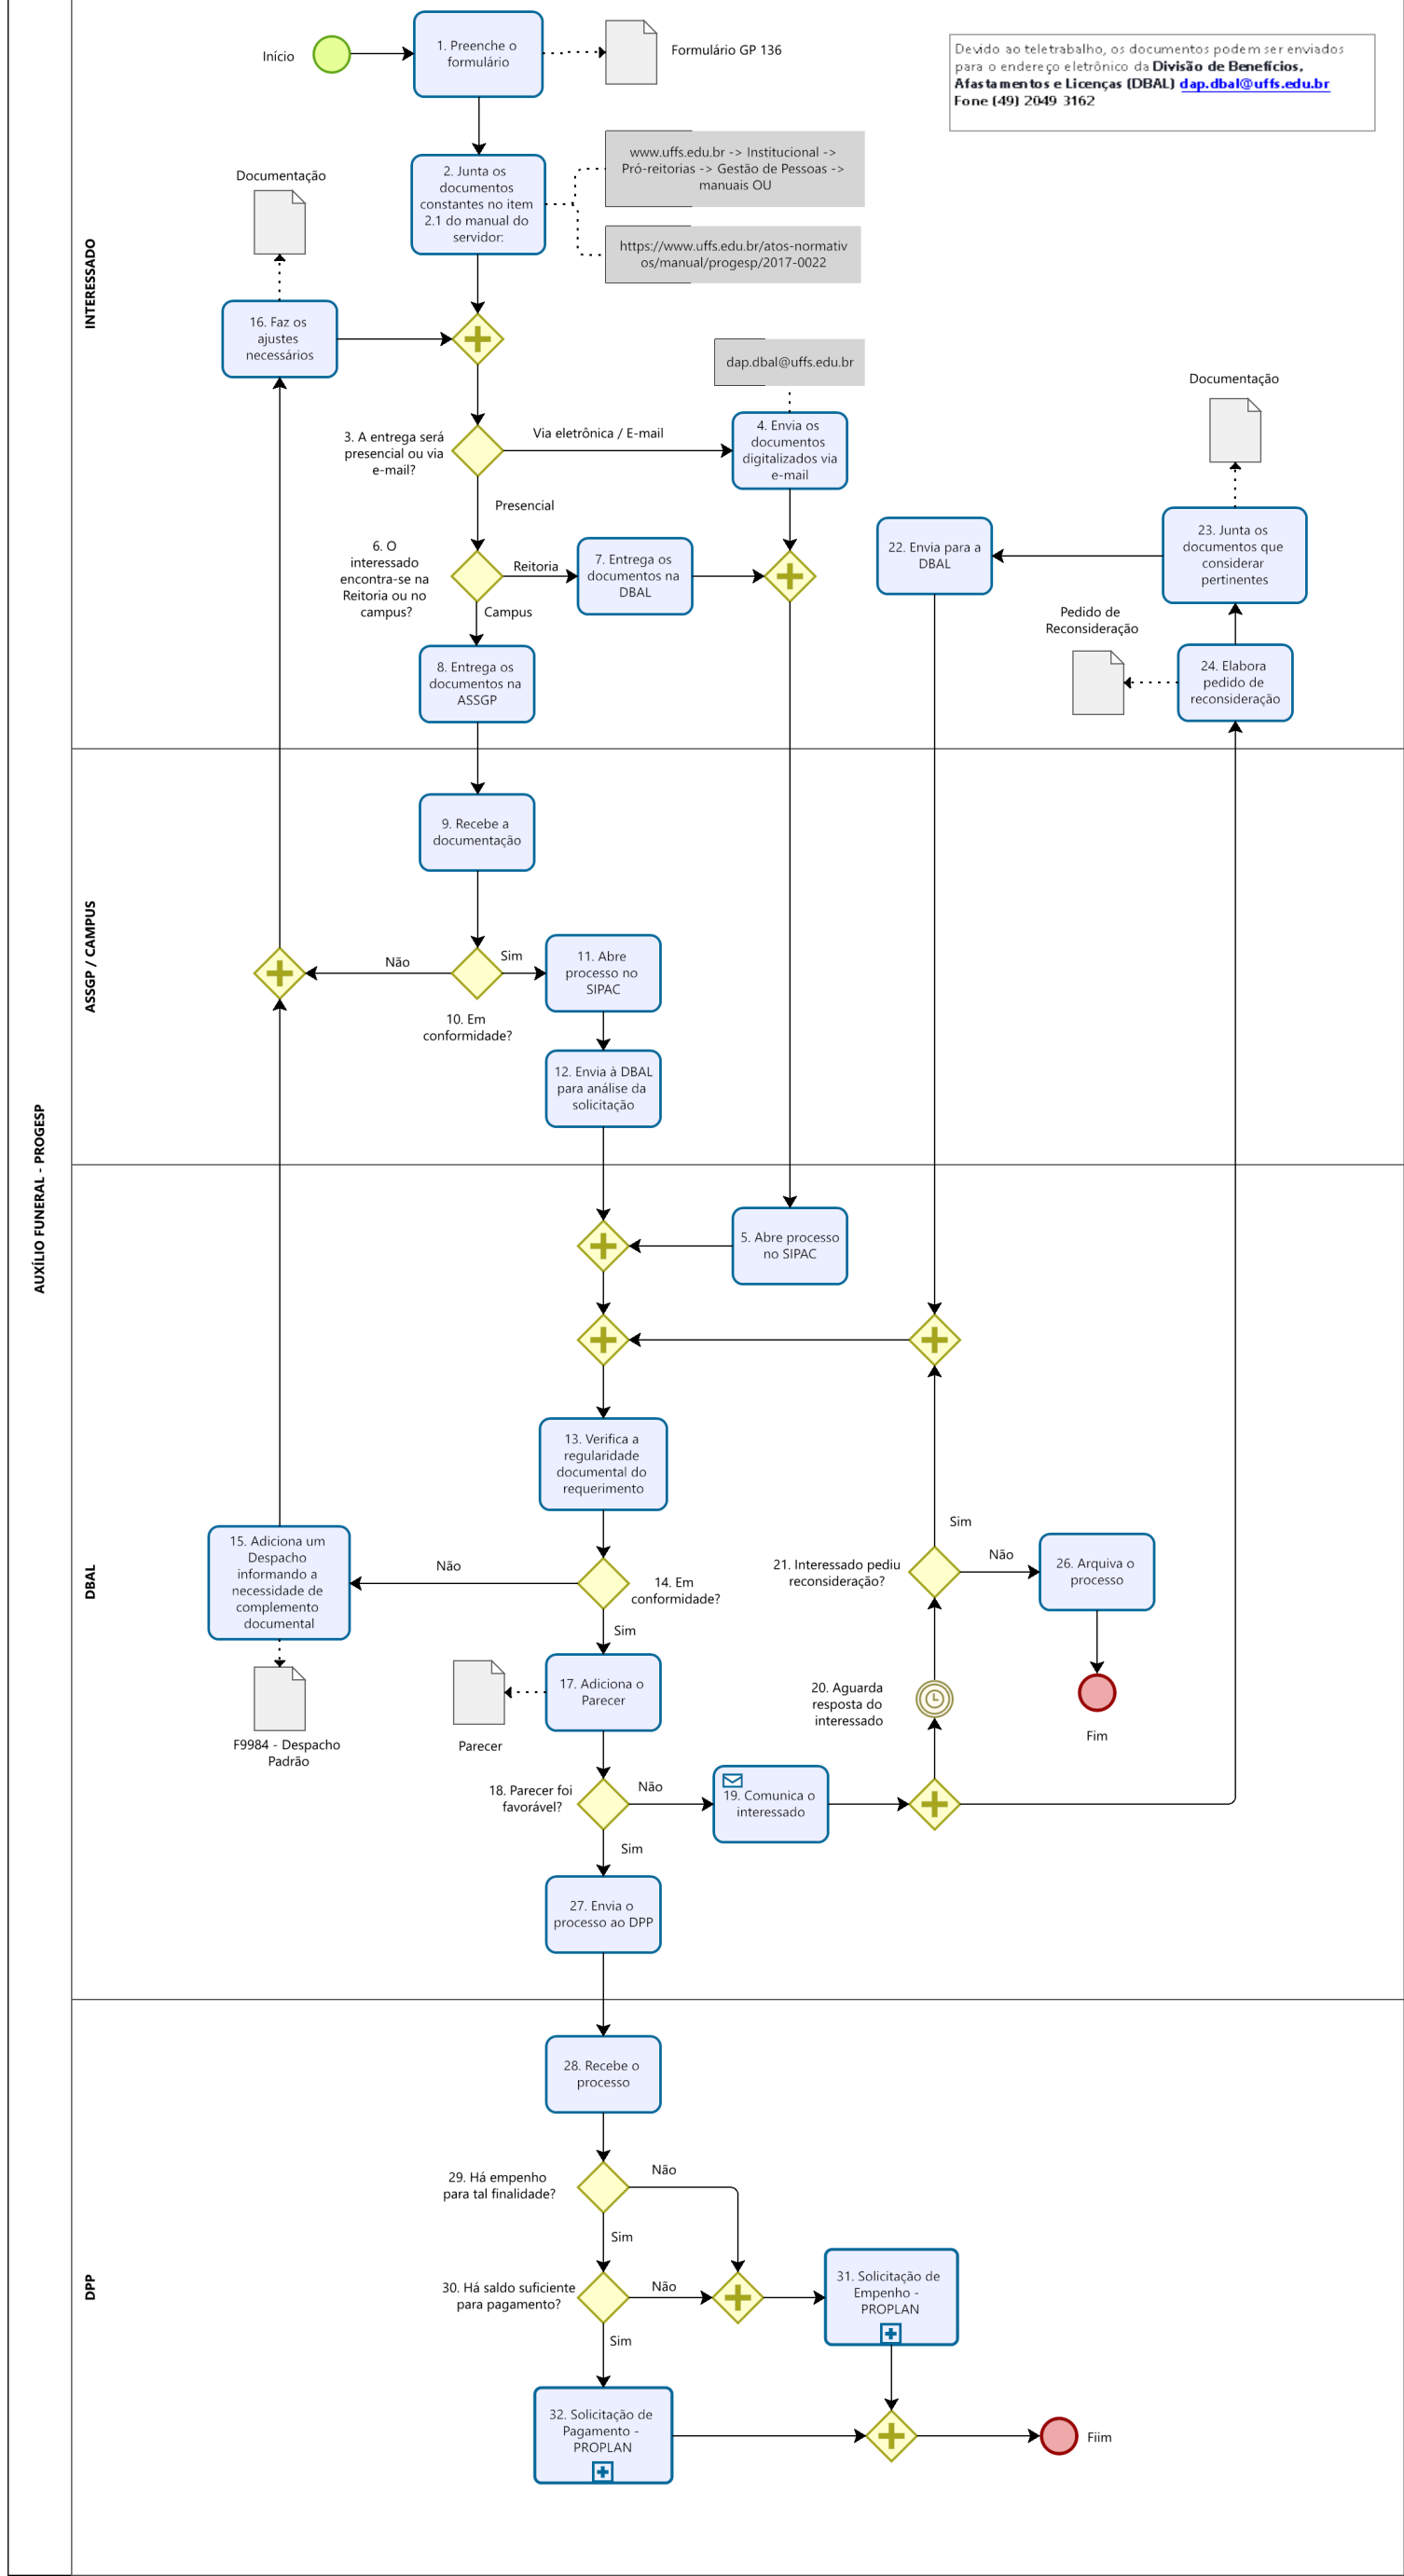 Início
1. Preenche o
formulário
Formulário GP 136
Devido ao teletrabalho, os documentos podem ser enviados
para o endereço eletrônico da Divisão de Benefícios,
Afastamentos e Licenças (DBAL) dap.dbal@uffs.edu.br
Fone (49) 2049 3162
Documentação
2. Junta os
documentos
constantes no item
2.1 do manual do
servidor:
www.uffs.edu.br -> Institucional ->
Pró-reitorias -> Gestão de Pessoas ->
manuais OU
https://www.uffs.edu.br/atos-normativ
os/manual/progesp/2017-0022
INTERESSADO
16. Faz os
ajustes
necessários
dap.dbal@uffs.edu.br
Documentação
3. A entrega será
presencial ou via
e-mail?
Via eletrônica / E-mail
4. Envia os
documentos
digitalizados via
e-mail
Presencial
6. O
interessado
encontra-se na
Reitoria ou no
campus?
Reitoria
7. Entrega os
documentos na
DBAL
22. Envia para a
DBAL
23. Junta os
documentos que
considerar
pertinentes
Campus
Pedido de
Reconsideração
8. Entrega os
documentos na
ASSGP
24. Elabora
pedido de
reconsideração
ASSGP / CAMPUS
9. Recebe a
documentação
Não
Sim
10. Em
conformidade?
11. Abre
processo no
SIPAC
12. Envia à DBAL
para análise da
solicitação
AUXÍLIO FUNERAL - PROGESP
5. Abre processo
no SIPAC
DBAL
13. Verifica a
regularidade
documental do
requerimento
15. Adiciona um
Despacho
informando a
necessidade de
complemento
documental
Não
14. Em
conformidade?
Sim
Sim
21. Interessado pediu
reconsideração?
Não
26. Arquiva o
processo
F9984 - Despacho
Padrão
Parecer
17. Adiciona o
Parecer
20. Aguarda
resposta do
interessado
Fim
18. Parecer foi
favorável?
Não
19. Comunica o
interessado
Sim
27. Envia o
processo ao DPP
DPP
28. Recebe o
processo
29. Há empenho
para tal finalidade?
Não
Sim
30. Há saldo suficiente
para pagamento?
Não
31. Solicitação de
Empenho -
PROPLAN
Sim
32. Solicitação de
Pagamento -
PROPLAN
Fiim